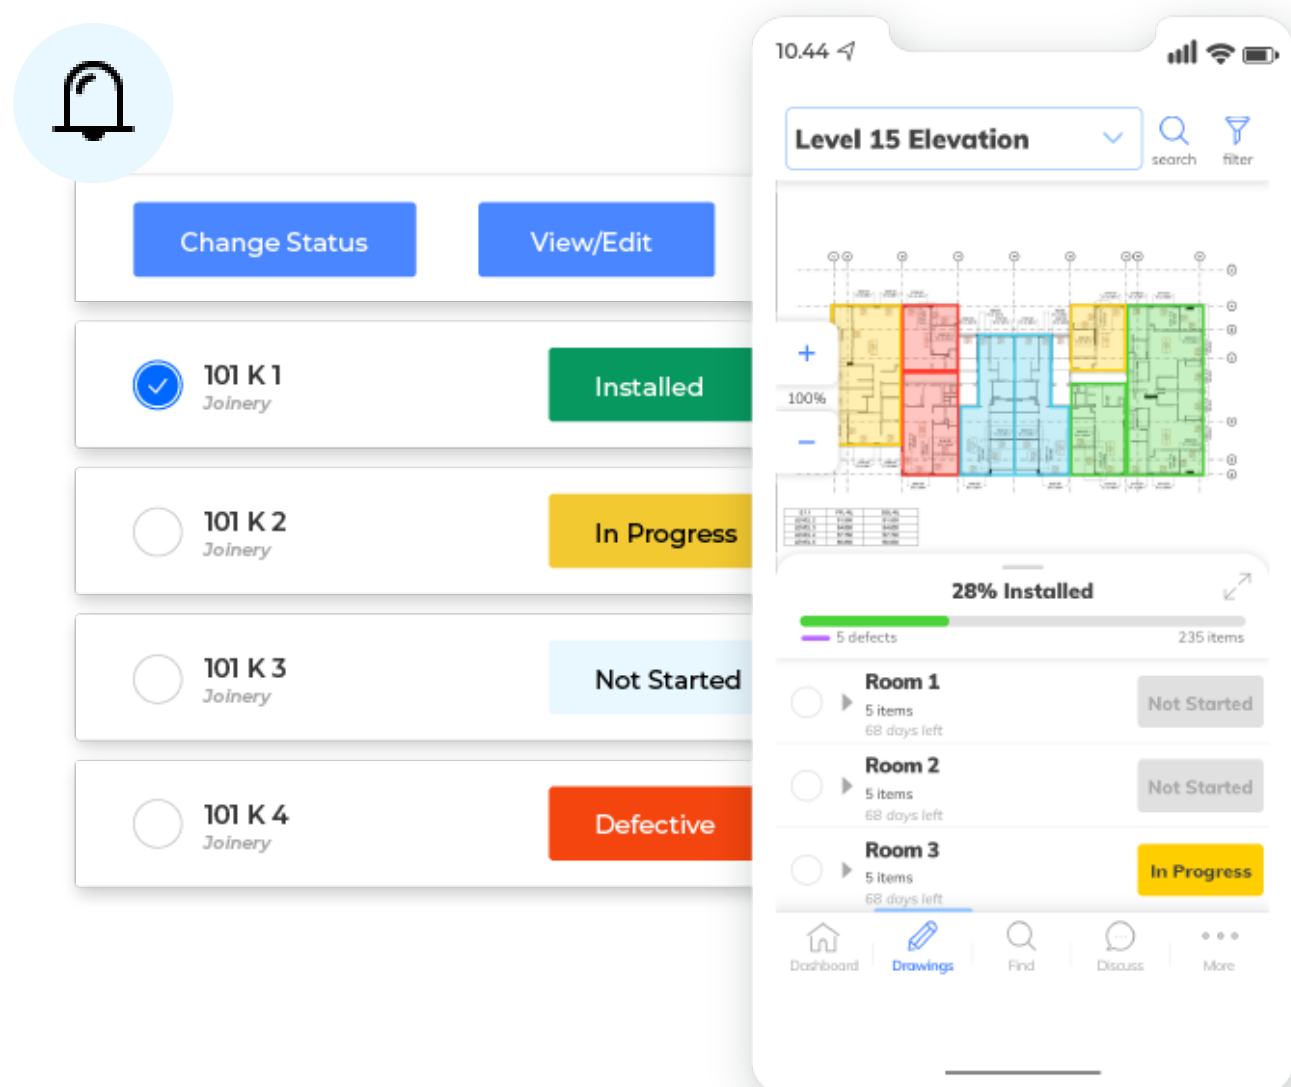 Change Status
View/Edit
101 K 1
Joinery
Installed
101 K 2
Joinery
In Progress
101 K 3
Joinery
Not Started
101 K 4
Joinery
Defective
10.44
Level 15 Elevation
search
filter
+
100%
−
28% Installed
5 defects
235 items
Room 1
5 items
68 days left
Not Started
Room 2
5 items
68 days left
Not Started
Room 3
5 items
68 days left
In Progress
Dashboard
Drawings
Find
Discuss
More